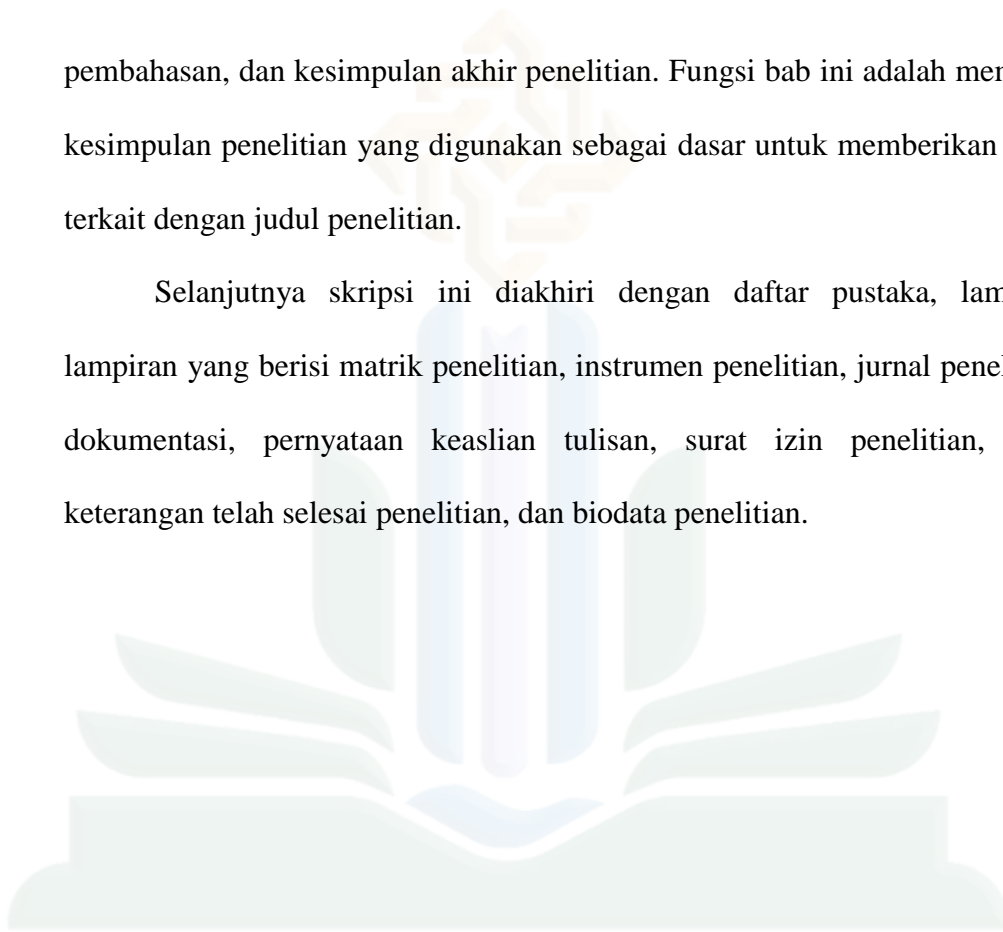 pembahasan, dan kesimpulan akhir penelitian. Fungsi bab ini adalah mem
kesimpulan penelitian yang digunakan sebagai dasar untuk memberikan
terkait dengan judul penelitian.
Selanjutnya skripsi ini diakhiri dengan daftar pustaka, lam
lampiran yang berisi matrik penelitian, instrumen penelitian, jurnal pene
dokumentasi, pernyataan keaslian tulisan, surat izin penelitian,
keterangan telah selesai penelitian, dan biodata penelitian.